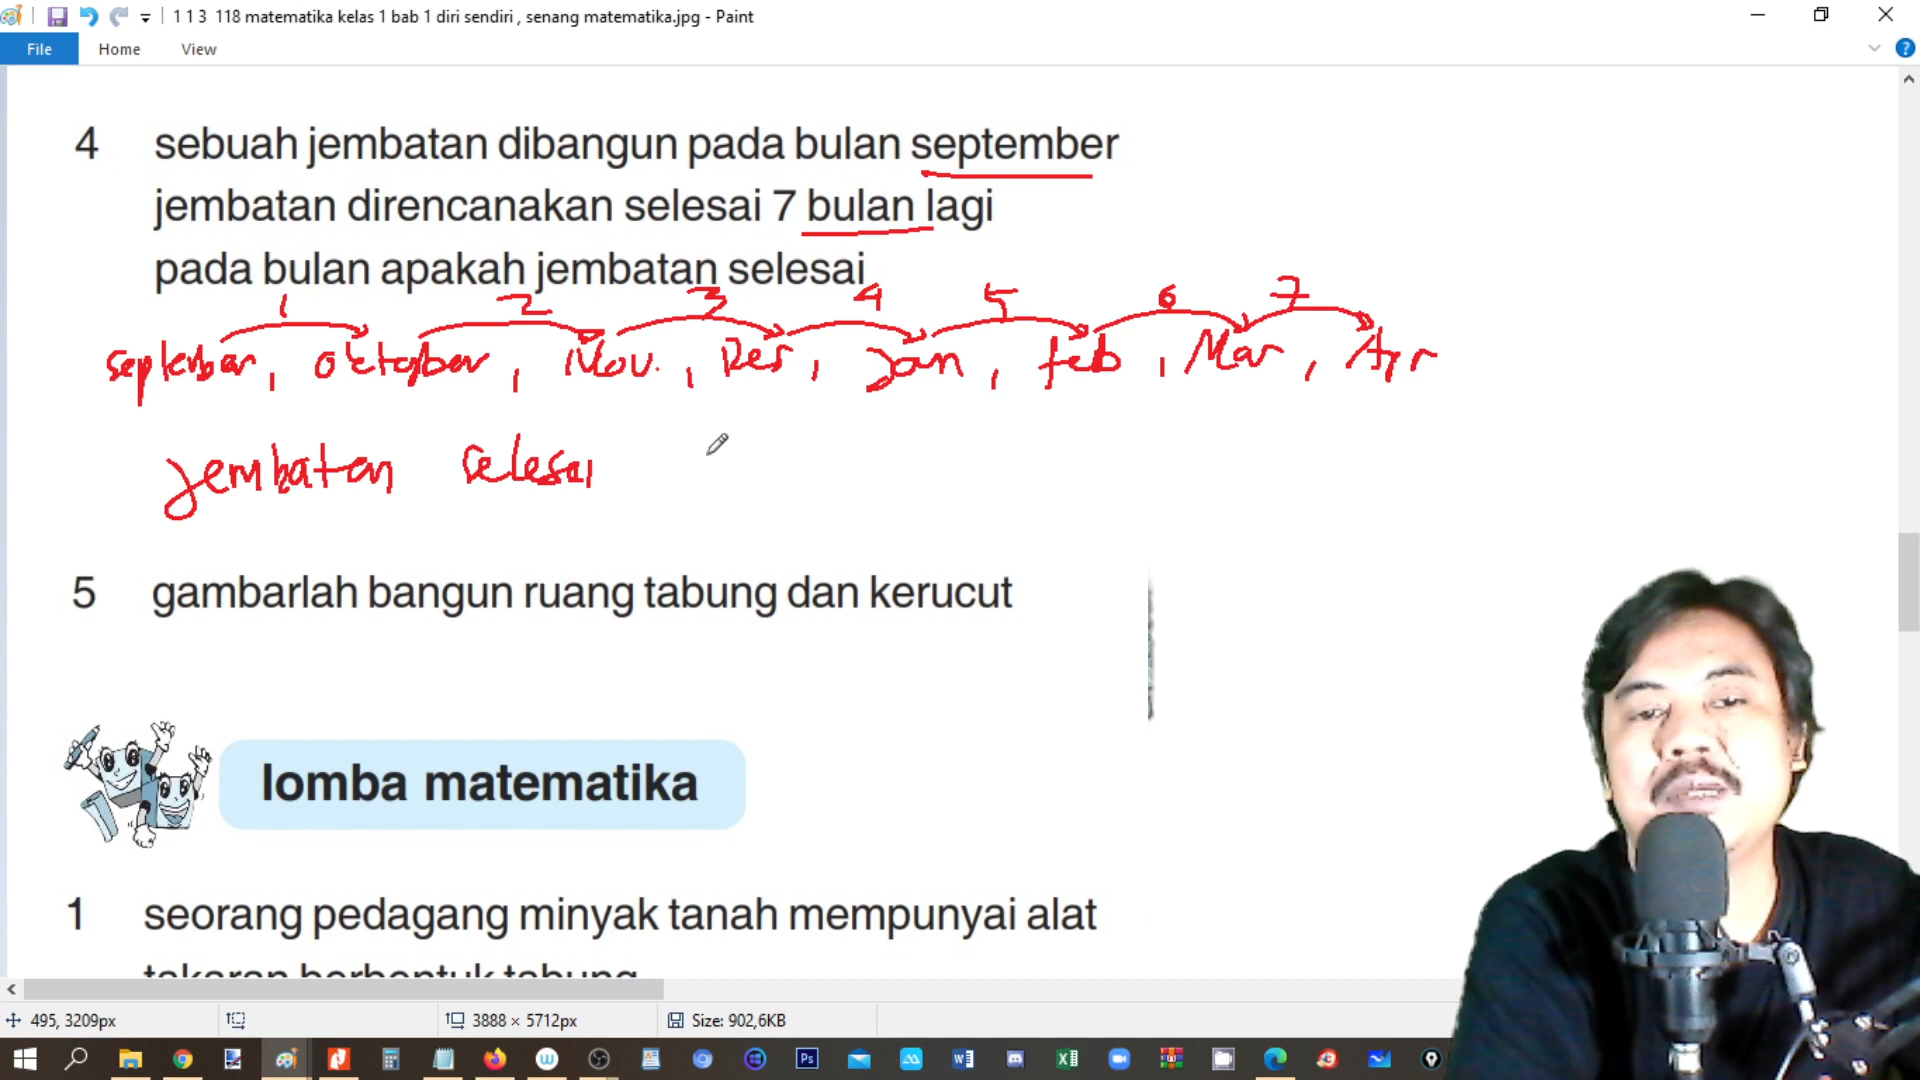 1 1 3 118 matematika kelas 1 bab 1 diri sendiri , senang matematika.jpg - Paint
File Home View
4 sebuah jembatan dibangun pada bulan september
jembatan direncanakan selesai 7 bulan lagi
pada bulan apakah jembatan selesai
1 2 3 4 5 6 7
september, oktober, Nov., Des, Jan, feb, Mar, Apr
jembatan selesai
5 gambarlah bangun ruang tabung dan kerucut
lomba matematika
1 seorang pedagang minyak tanah mempunyai alat
takaran berbentuk tabung
495, 3209px 3888 × 5712px Size: 902,6KB